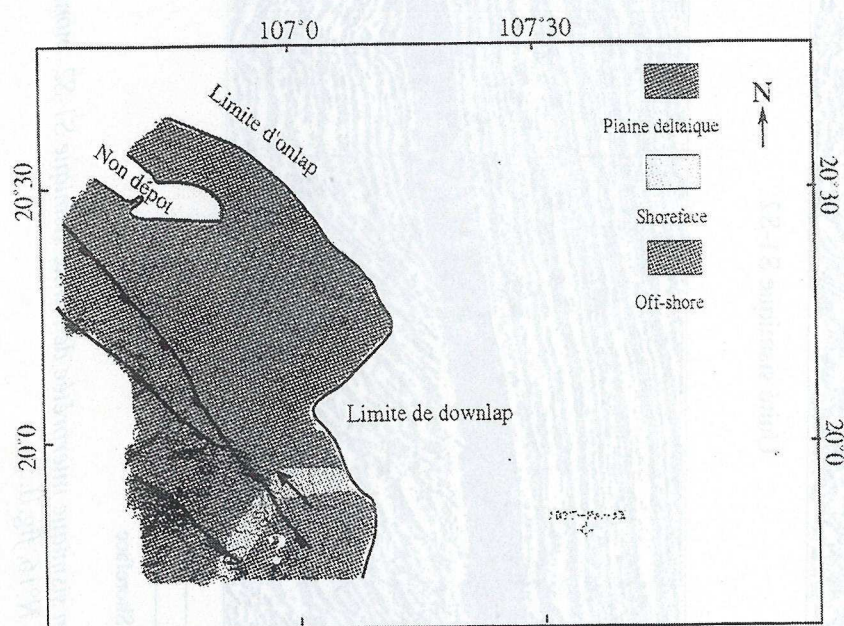 107°0
107°30
Limite d'onlap
Non dépot
N
Plaine deltaique
20°30
20°30
Shoreface
Off-shore
Limite de downlap
20°0
20°0
?